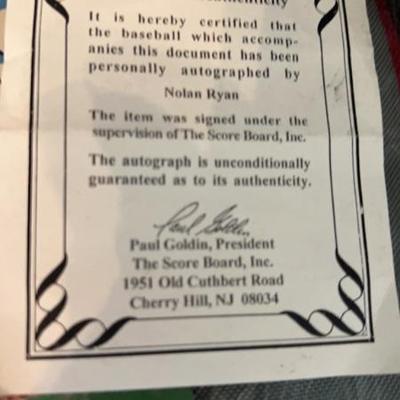 It is hereby certified that
the baseball which accomp-
anies this document has been
personally autographed by
Nolan Ryan
The item was signed under the
supervision of The Score Board, Inc.
The autograph is unconditionally
guaranteed as to its authenticity.
Paul Goldin
Paul Goldin, President
The Score Board, Inc.
1951 Old Cuthbert Road
Cherry Hill, NJ 08034